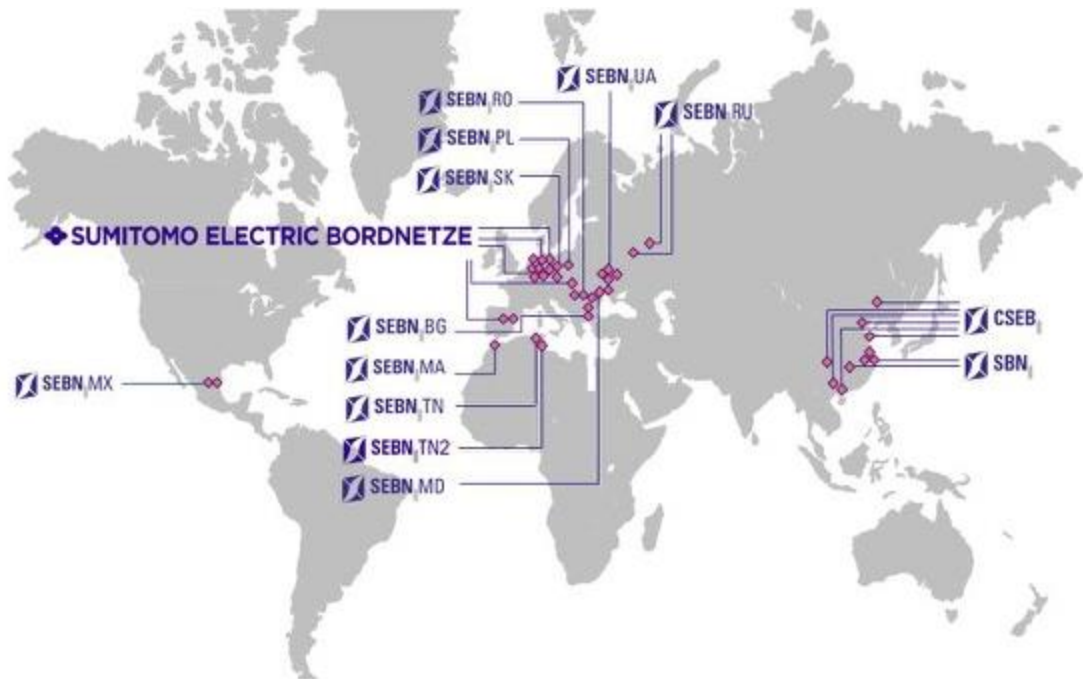 SEBN UA
SEBN RO
SEBN RU
SEBN PL
SEBN SK
SUMITOMO ELECTRIC BORDNETZE
CSEB
SEBN BG
SEBN MA
SBN
SEBN MX
SEBN TN
SEBN TN2
SEBN MD